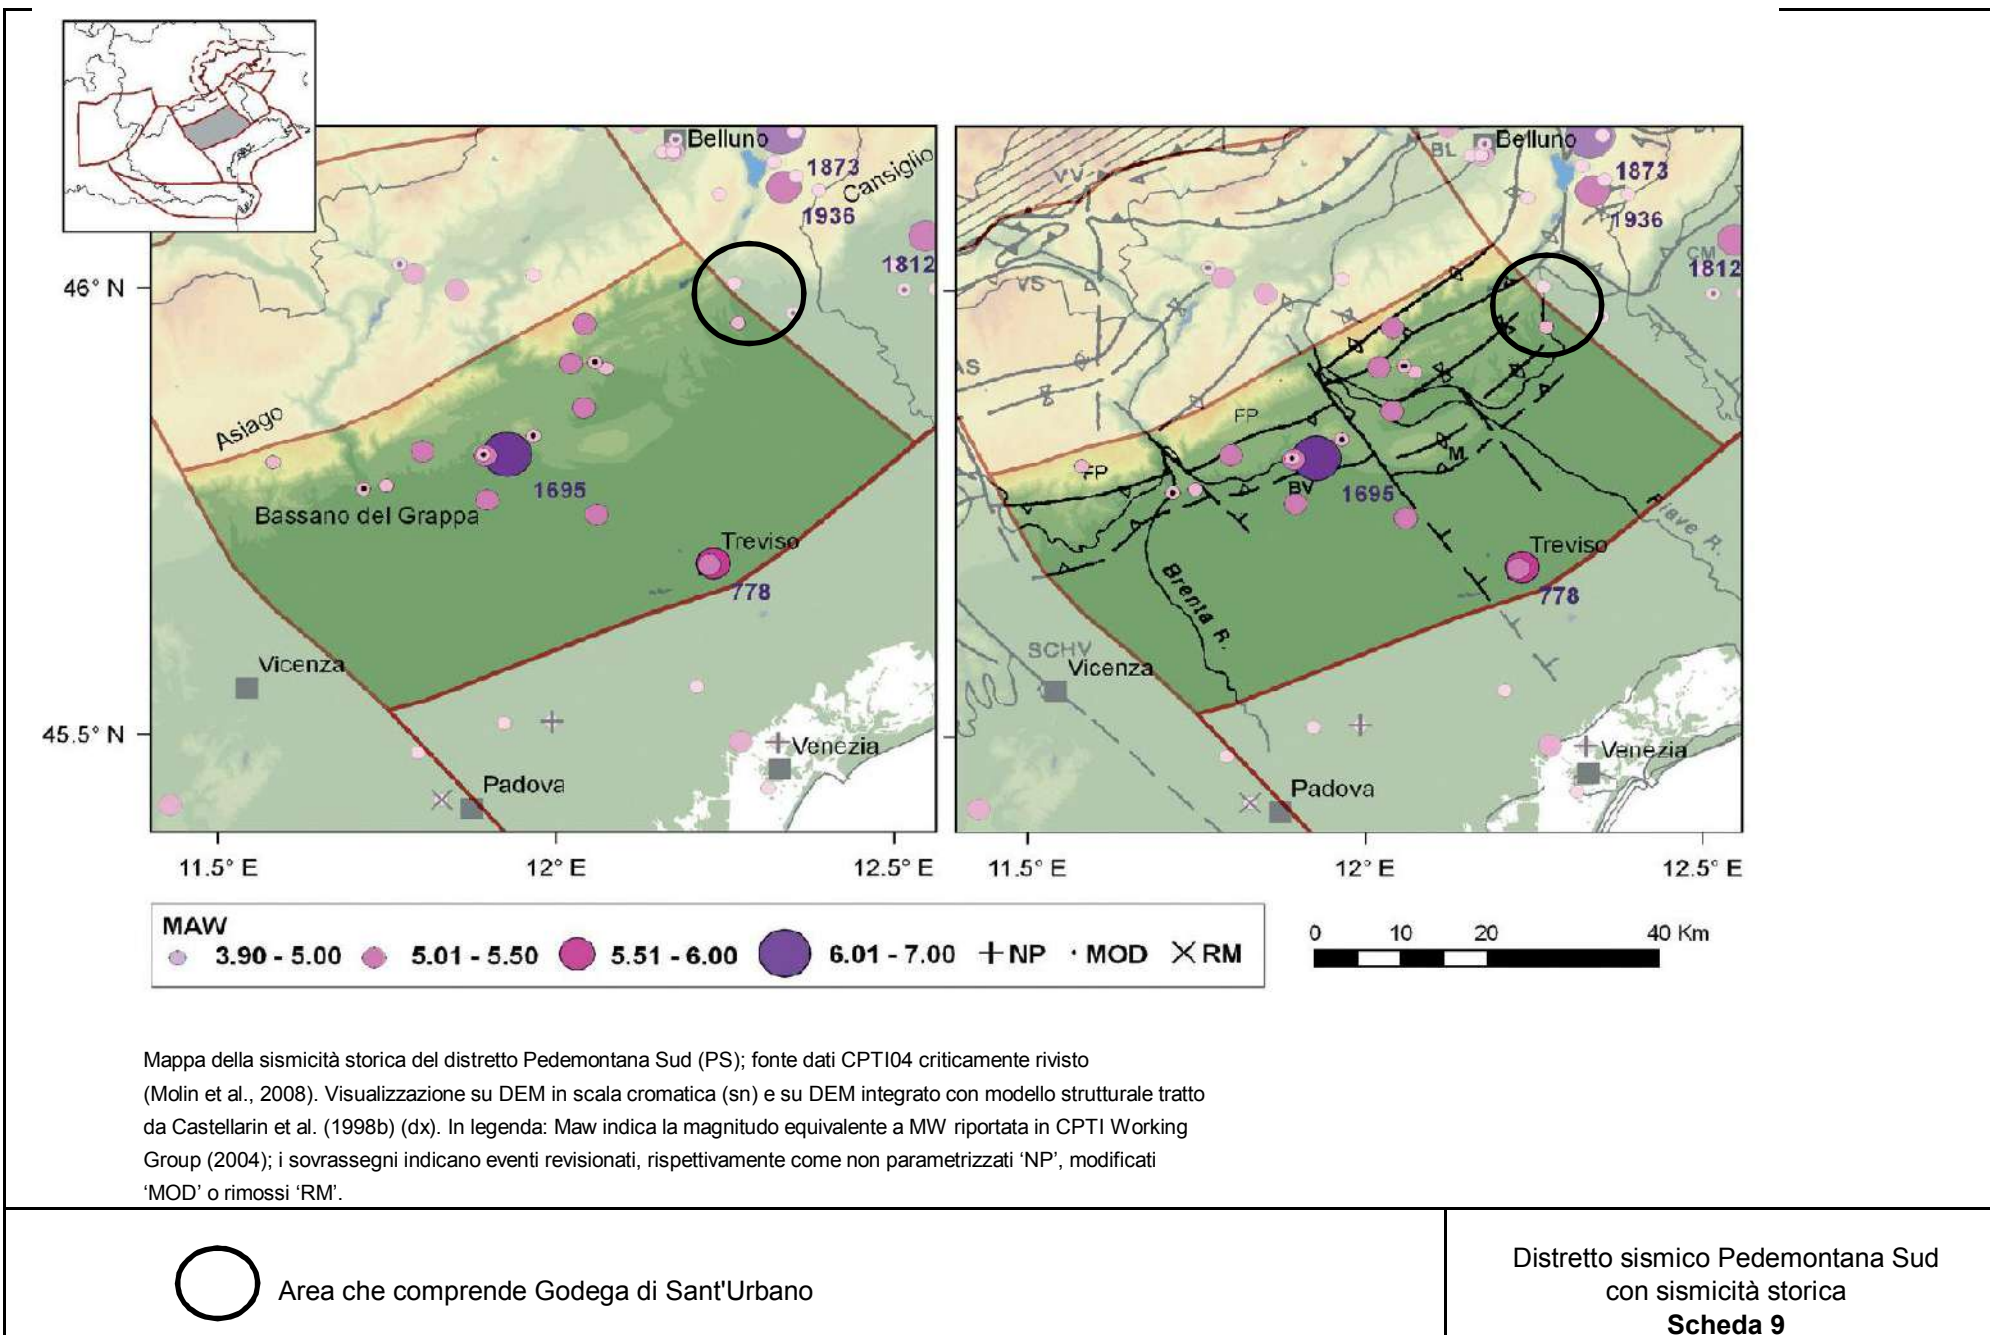 Belluno
1873
Cansiglio
1936
1812
46° N
Asiago
1695
Bassano del Grappa
Treviso
778
Vicenza
45.5° N
Venezia
Padova
11.5° E
12° E
12.5° E
Belluno
BL
VV
1873
1936
CM
1812
VS
AS
FP
FP
M
BV
1695
Piave R.
Treviso
778
Brenta R.
SCHV
Vicenza
Venezia
Padova
11.5° E
12° E
12.5° E
MAW
3.90 - 5.00
5.01 - 5.50
5.51 - 6.00
6.01 - 7.00
NP
MOD
RM
0 10 20 40 Km
Mappa della sismicità storica del distretto Pedemontana Sud (PS); fonte dati CPTI04 criticamente rivisto
(Molin et al., 2008). Visualizzazione su DEM in scala cromatica (sn) e su DEM integrato con modello strutturale tratto
da Castellarin et al. (1998b) (dx). In legenda: Maw indica la magnitudo equivalente a MW riportata in CPTI Working
Group (2004); i sovrassegni indicano eventi revisionati, rispettivamente come non parametrizzati ‘NP’, modificati
‘MOD’ o rimossi ‘RM’.
Area che comprende Godega di Sant'Urbano
Distretto sismico Pedemontana Sud
con sismicità storica
Scheda 9